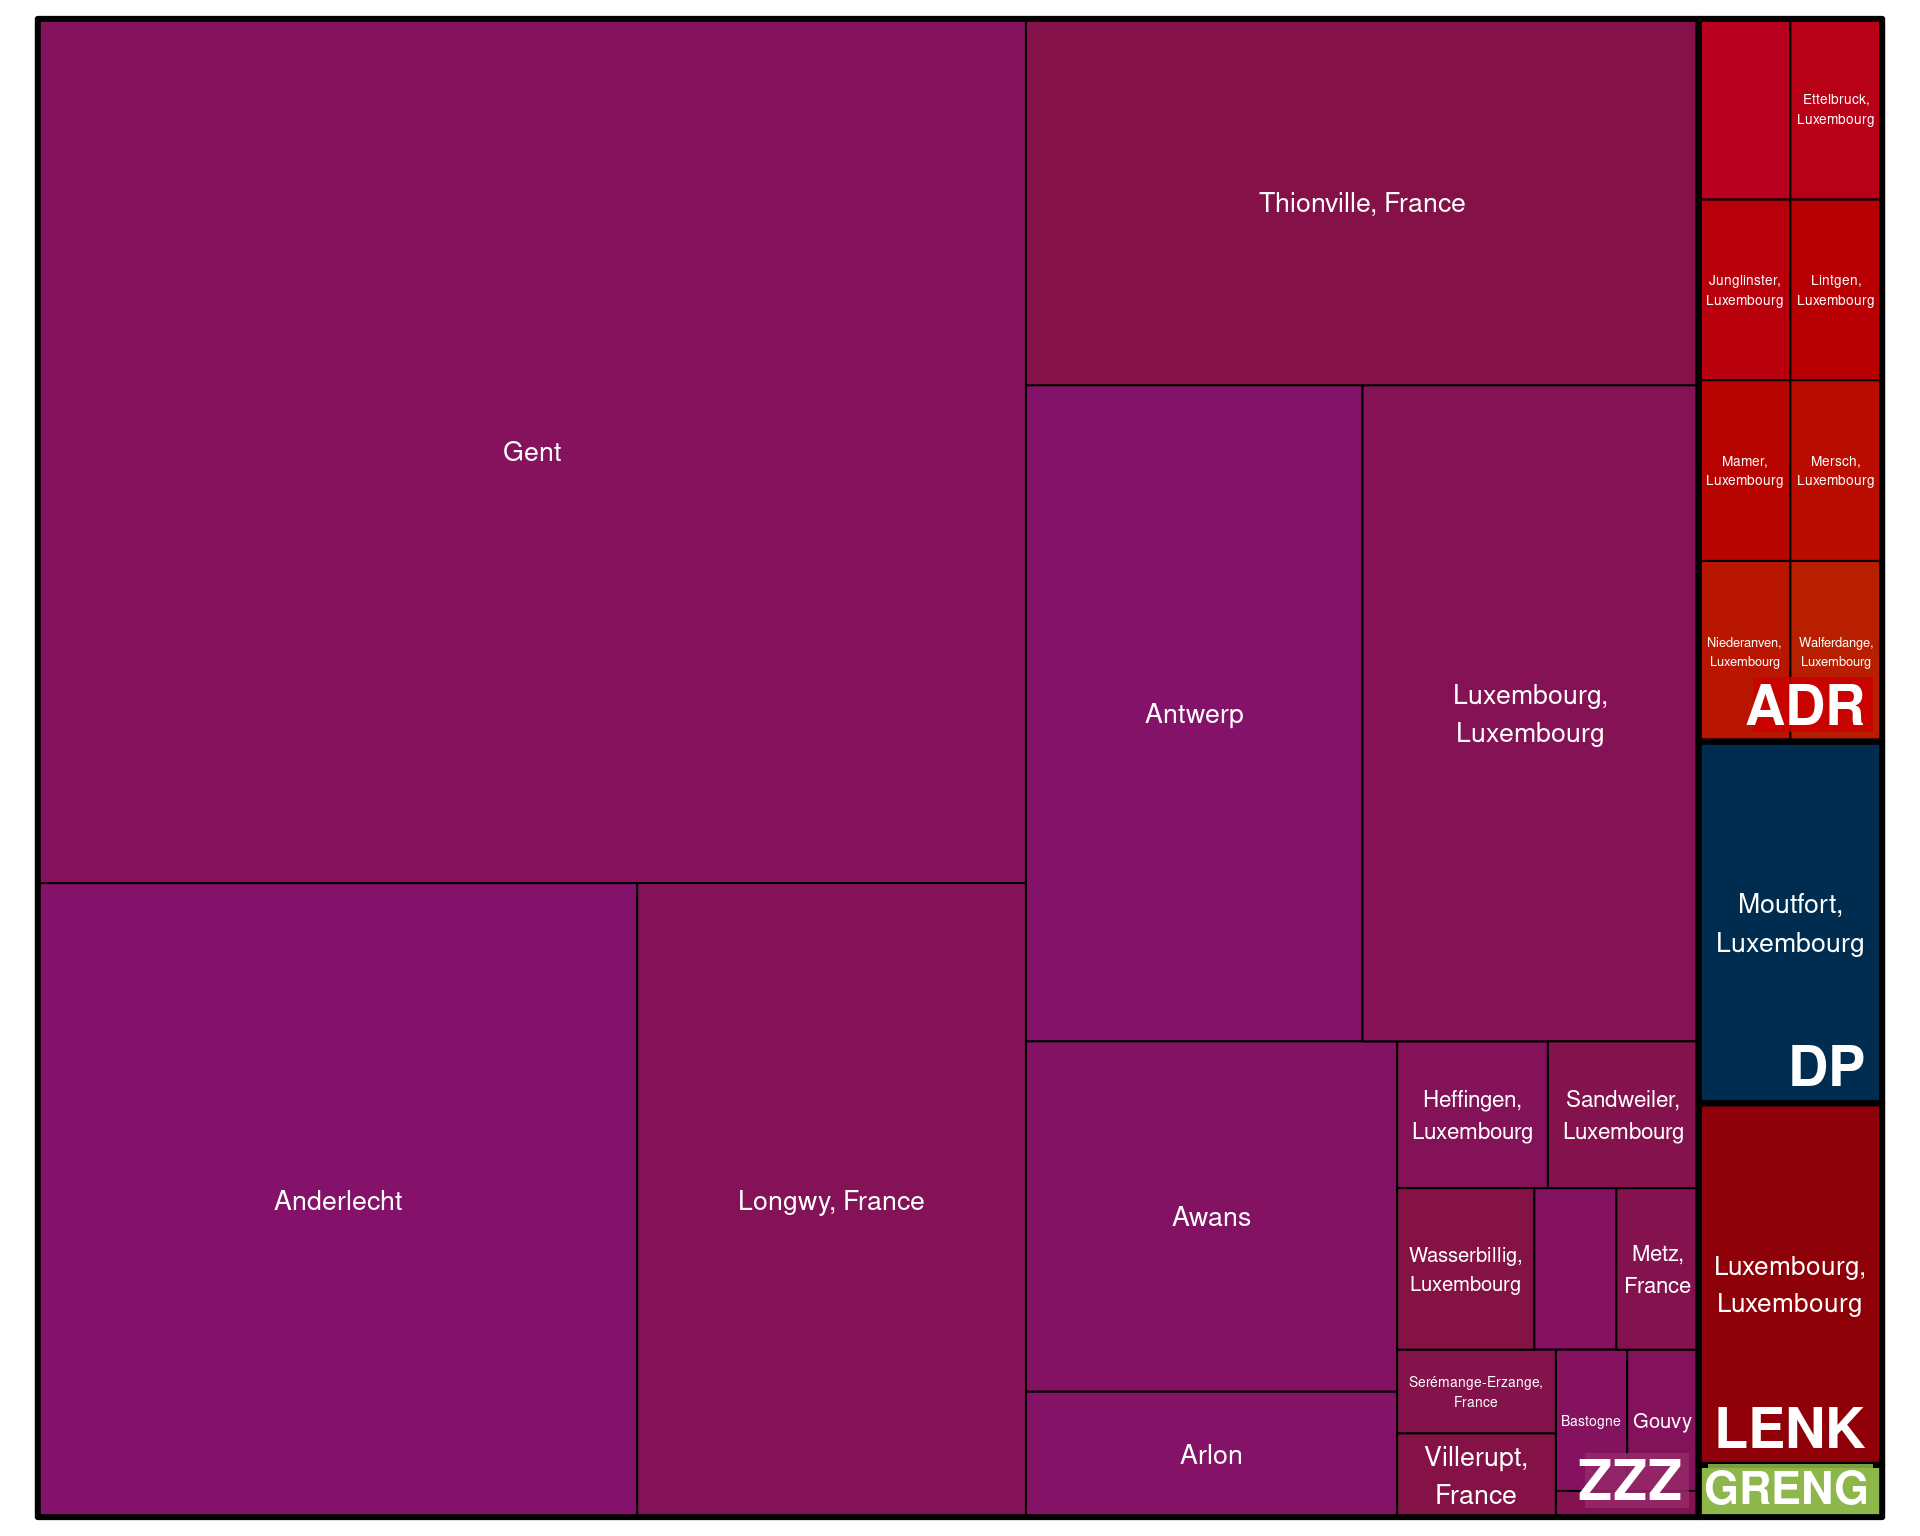 Gent
Thionville, France
Antwerp
Luxembourg,
Luxembourg
Anderlecht
Longwy, France
Awans
Arlon
Heffingen,
Luxembourg
Sandweiler,
Luxembourg
Wasserbillig,
Luxembourg
Metz,
France
Serémange-Erzange,
France
Villerupt,
France
Bastogne
Gouvy
ZZZ
Ettelbruck,
Luxembourg
Junglinster,
Luxembourg
Lintgen,
Luxembourg
Mamer,
Luxembourg
Mersch,
Luxembourg
Niederanven,
Luxembourg
Walferdange,
Luxembourg
ADR
Moutfort,
Luxembourg
DP
Luxembourg,
Luxembourg
LENK
GRENG